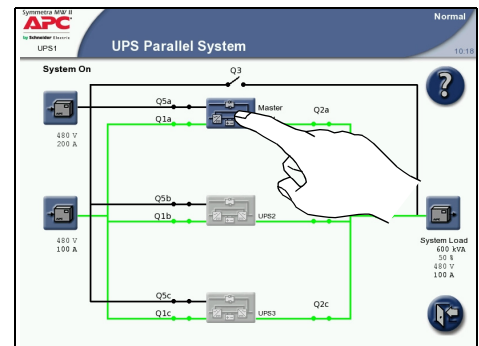 Symmetra MW II
APC
by Schneider Electric
UPS1
UPS Parallel System
Normal
10:18
System On
Q3
Q5a
Master
Q1a
Q2a
480 V
200 A
Q5b
Q1b
UPS2
480 V
100 A
System Load
600 kVA
50 %
480 V
100 A
Q5c
Q2c
Q1c
UPS3